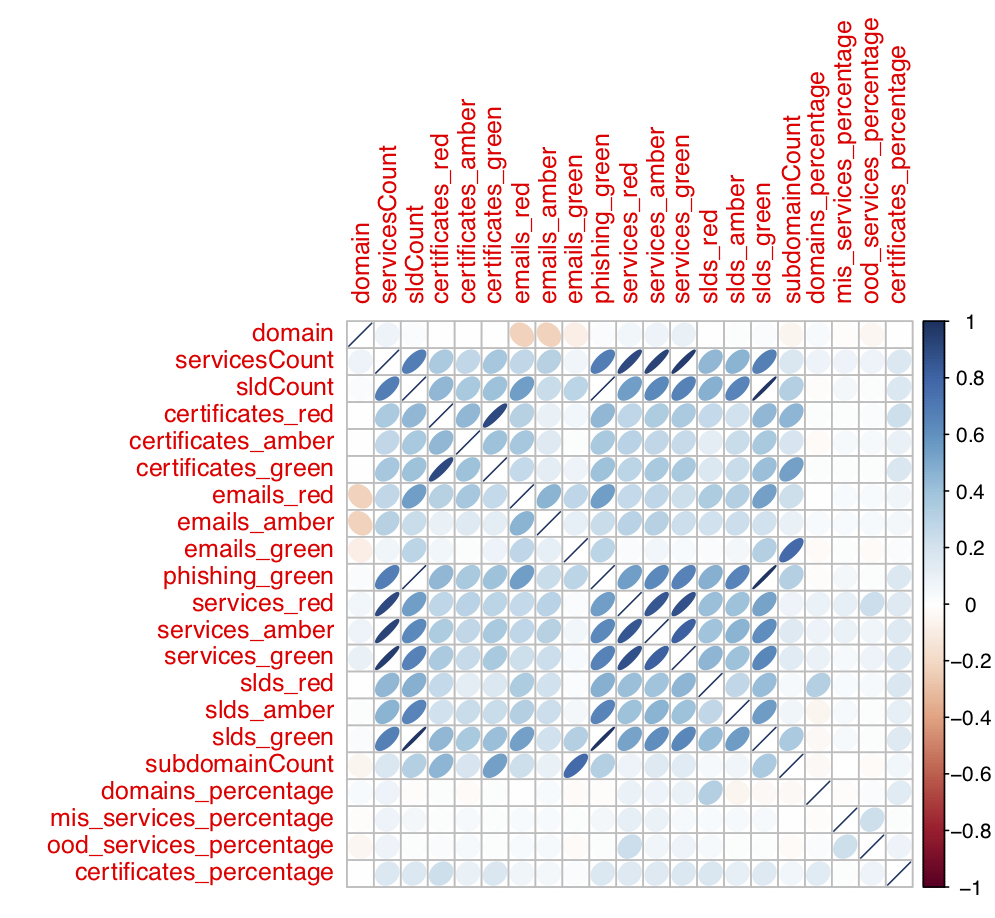 domain
servicesCount
sldCount
certificates_red
certificates_amber
certificates_green
emails_red
emails_amber
emails_green
phishing_green
services_red
services_amber
services_green
slds_red
slds_amber
slds_green
subdomainCount
domains_percentage
mis_services_percentage
ood_services_percentage
certificates_percentage
domain
servicesCount
sldCount
certificates_red
certificates_amber
certificates_green
emails_red
emails_amber
emails_green
phishing_green
services_red
services_amber
services_green
slds_red
slds_amber
slds_green
subdomainCount
domains_percentage
mis_services_percentage
ood_services_percentage
certificates_percentage
1
0.8
0.6
0.4
0.2
0
−0.2
−0.4
−0.6
−0.8
−1